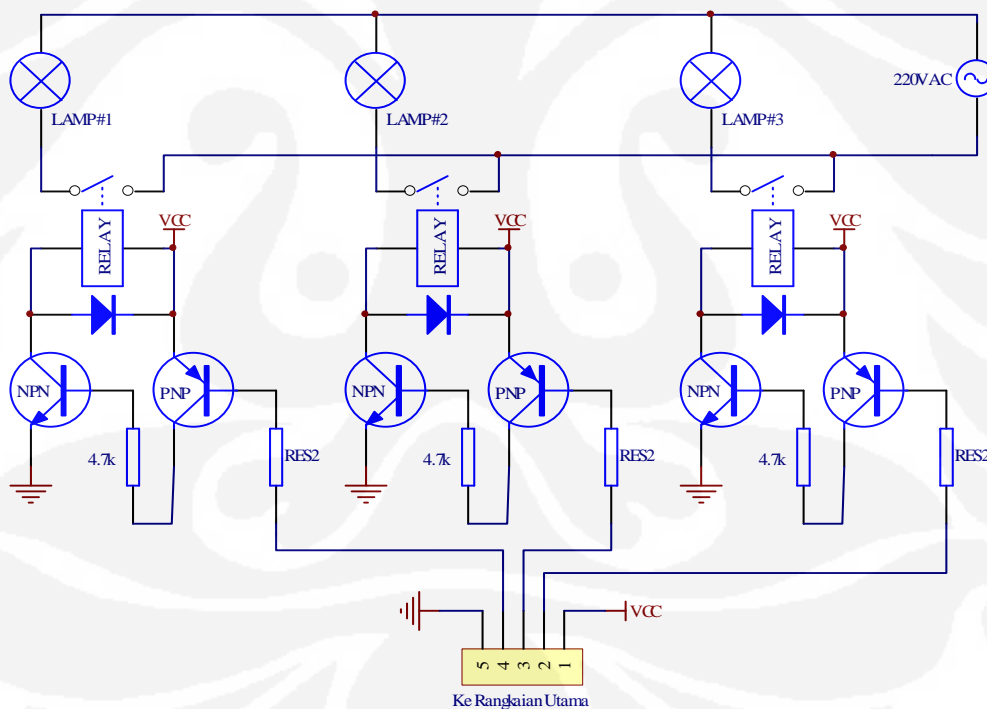 220VAC
LAMP#1
LAMP#2
LAMP#3
VCC
VCC
VCC
RELAY
RELAY
RELAY
NPN
PNP
NPN
PNP
NPN
PNP
4.7k
RES2
4.7k
RES2
4.7k
RES2
VCC
5
4
3
2
1
Ke Rangkaian Utama